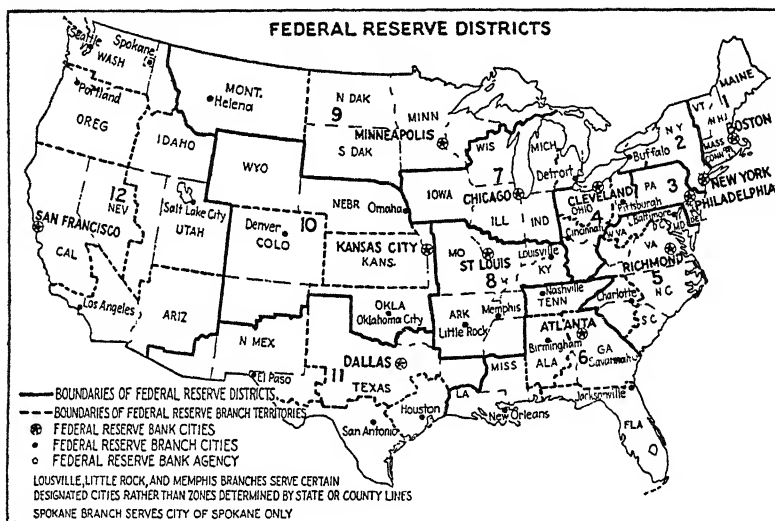 FEDERAL RESERVE DISTRICTS
Seattle
Spokane
WASH
Portland
OREG
IDAHO
MONT.
Helena
WYO
N DAK
9
S DAK
MINN
MINNEAPOLIS
WIS
7
MICH
Detroit
IOWA
CHICAGO
ILL
IND
NEBR
Omaha
12
NEV
SAN FRANCISCO
CAL
Los Angeles
Salt Lake City
UTAH
ARIZ
Denver
COLO
10
KANSAS CITY
KANS.
MO
ST LOUIS
8
Louisville
KY
Nashville
TENN
Memphis
ARK
Little Rock
OKLA
Oklahoma City
N MEX
El Paso
DALLAS
11
TEXAS
San Antonio
Houston
LA
New Orleans
MISS
ATLANTA
Birmingham
ALA
6
GA
Savannah
Jacksonville
FLA
CLEVELAND
OHIO
4
Cincinnati
Pittsburgh
PA
3
W VA
Baltimore
D C
MD
DEL
VA
RICHMOND
5
Charlotte
N C
S C
N Y
2
Buffalo
NEW YORK
PHILADELPHIA
N J
MAINE
VT
1
N H
BOSTON
MASS
CONN
BOUNDARIES OF FEDERAL RESERVE DISTRICTS
BOUNDARIES OF FEDERAL RESERVE BRANCH TERRITORIES
FEDERAL RESERVE BANK CITIES
FEDERAL RESERVE BRANCH CITIES
FEDERAL RESERVE BANK AGENCY
LOUSVILLE, LITTLE ROCK, AND MEMPHIS BRANCHES SERVE CERTAIN
DESIGNATED CITIES RATHER THAN ZONES DETERMINED BY STATE OR COUNTY LINES
SPOKANE BRANCH SERVES CITY OF SPOKANE ONLY